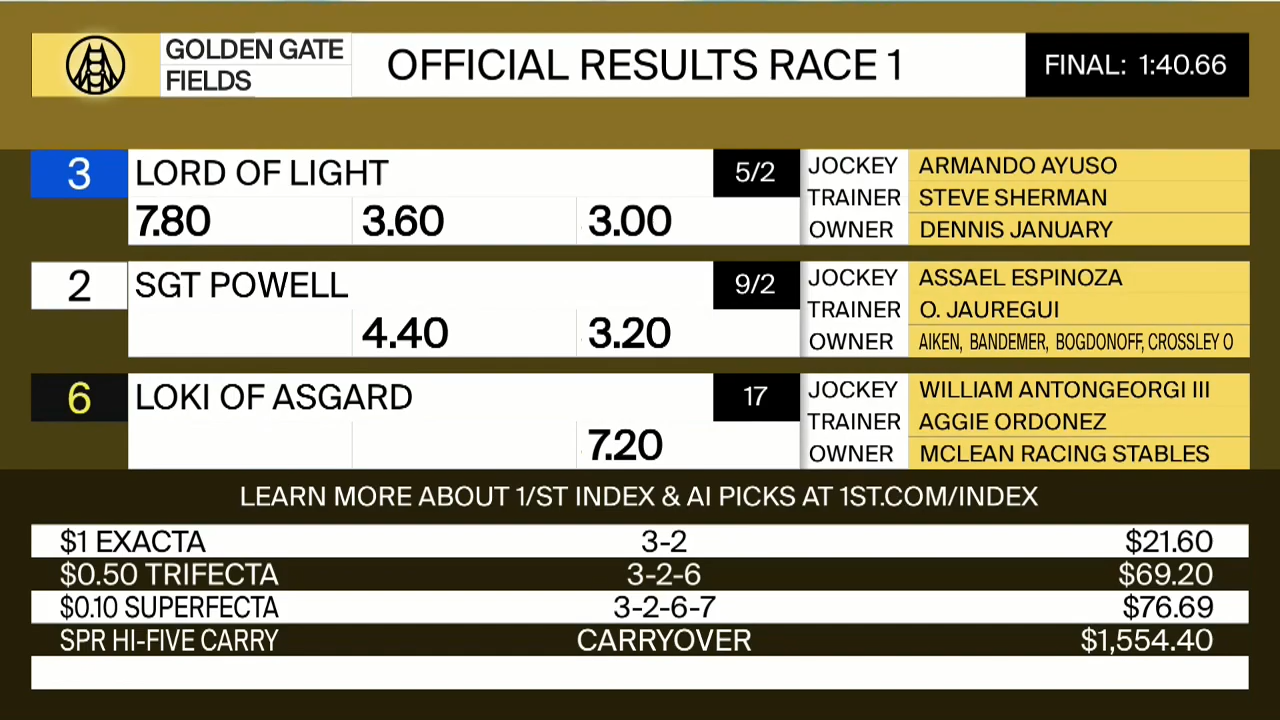 GOLDEN GATE
FIELDS
OFFICIAL RESULTS RACE 1
FINAL: 1:40.66
3
LORD OF LIGHT
5/2
7.80 3.60 3.00
JOCKEY ARMANDO AYUSO
TRAINER STEVE SHERMAN
OWNER DENNIS JANUARY
2
SGT POWELL
9/2
4.40 3.20
JOCKEY ASSAEL ESPINOZA
TRAINER O. JAUREGUI
OWNER AIKEN, BANDEMER, BOGDONOFF, CROSSLEY O
6
LOKI OF ASGARD
17
7.20
JOCKEY WILLIAM ANTONGEORGI III
TRAINER AGGIE ORDONEZ
OWNER MCLEAN RACING STABLES
LEARN MORE ABOUT 1/ST INDEX & AI PICKS AT 1ST.COM/INDEX
$1 EXACTA 3-2 $21.60
$0.50 TRIFECTA 3-2-6 $69.20
$0.10 SUPERFECTA 3-2-6-7 $76.69
SPR HI-FIVE CARRY CARRYOVER $1,554.40